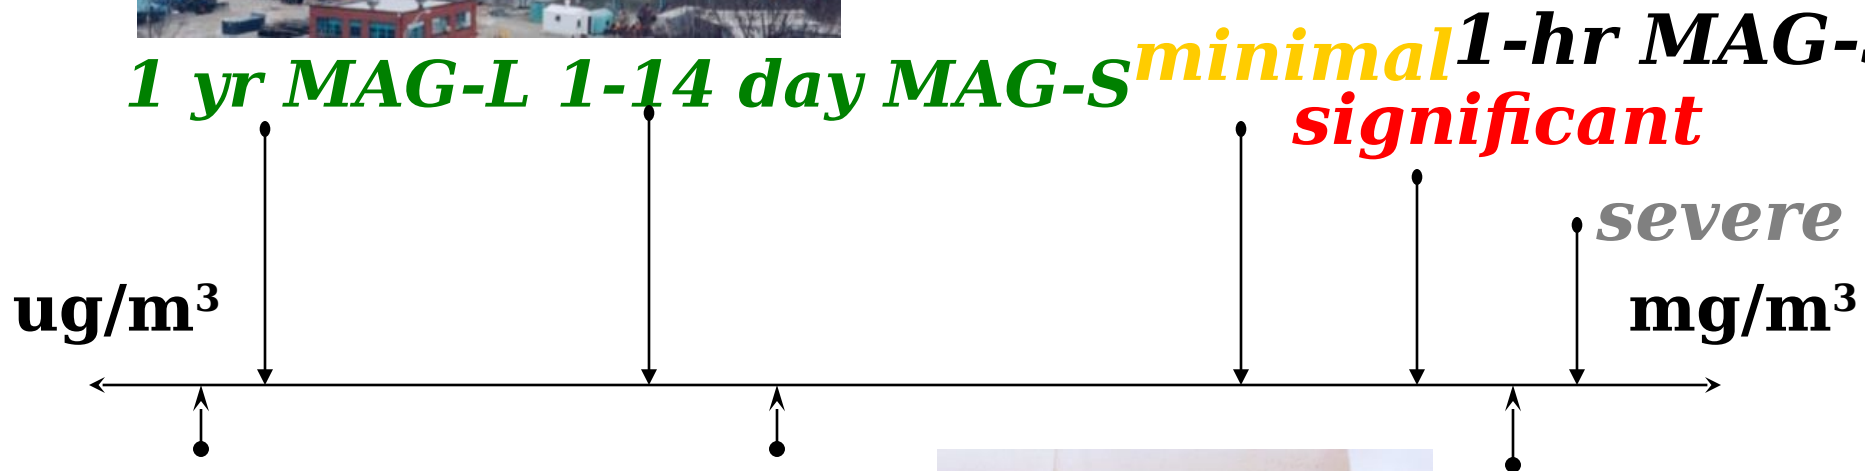 1 yr MAG-L 1-14 day MAG-S minimal 1-hr MAG-
significant
severe
ug/m³ mg/m³